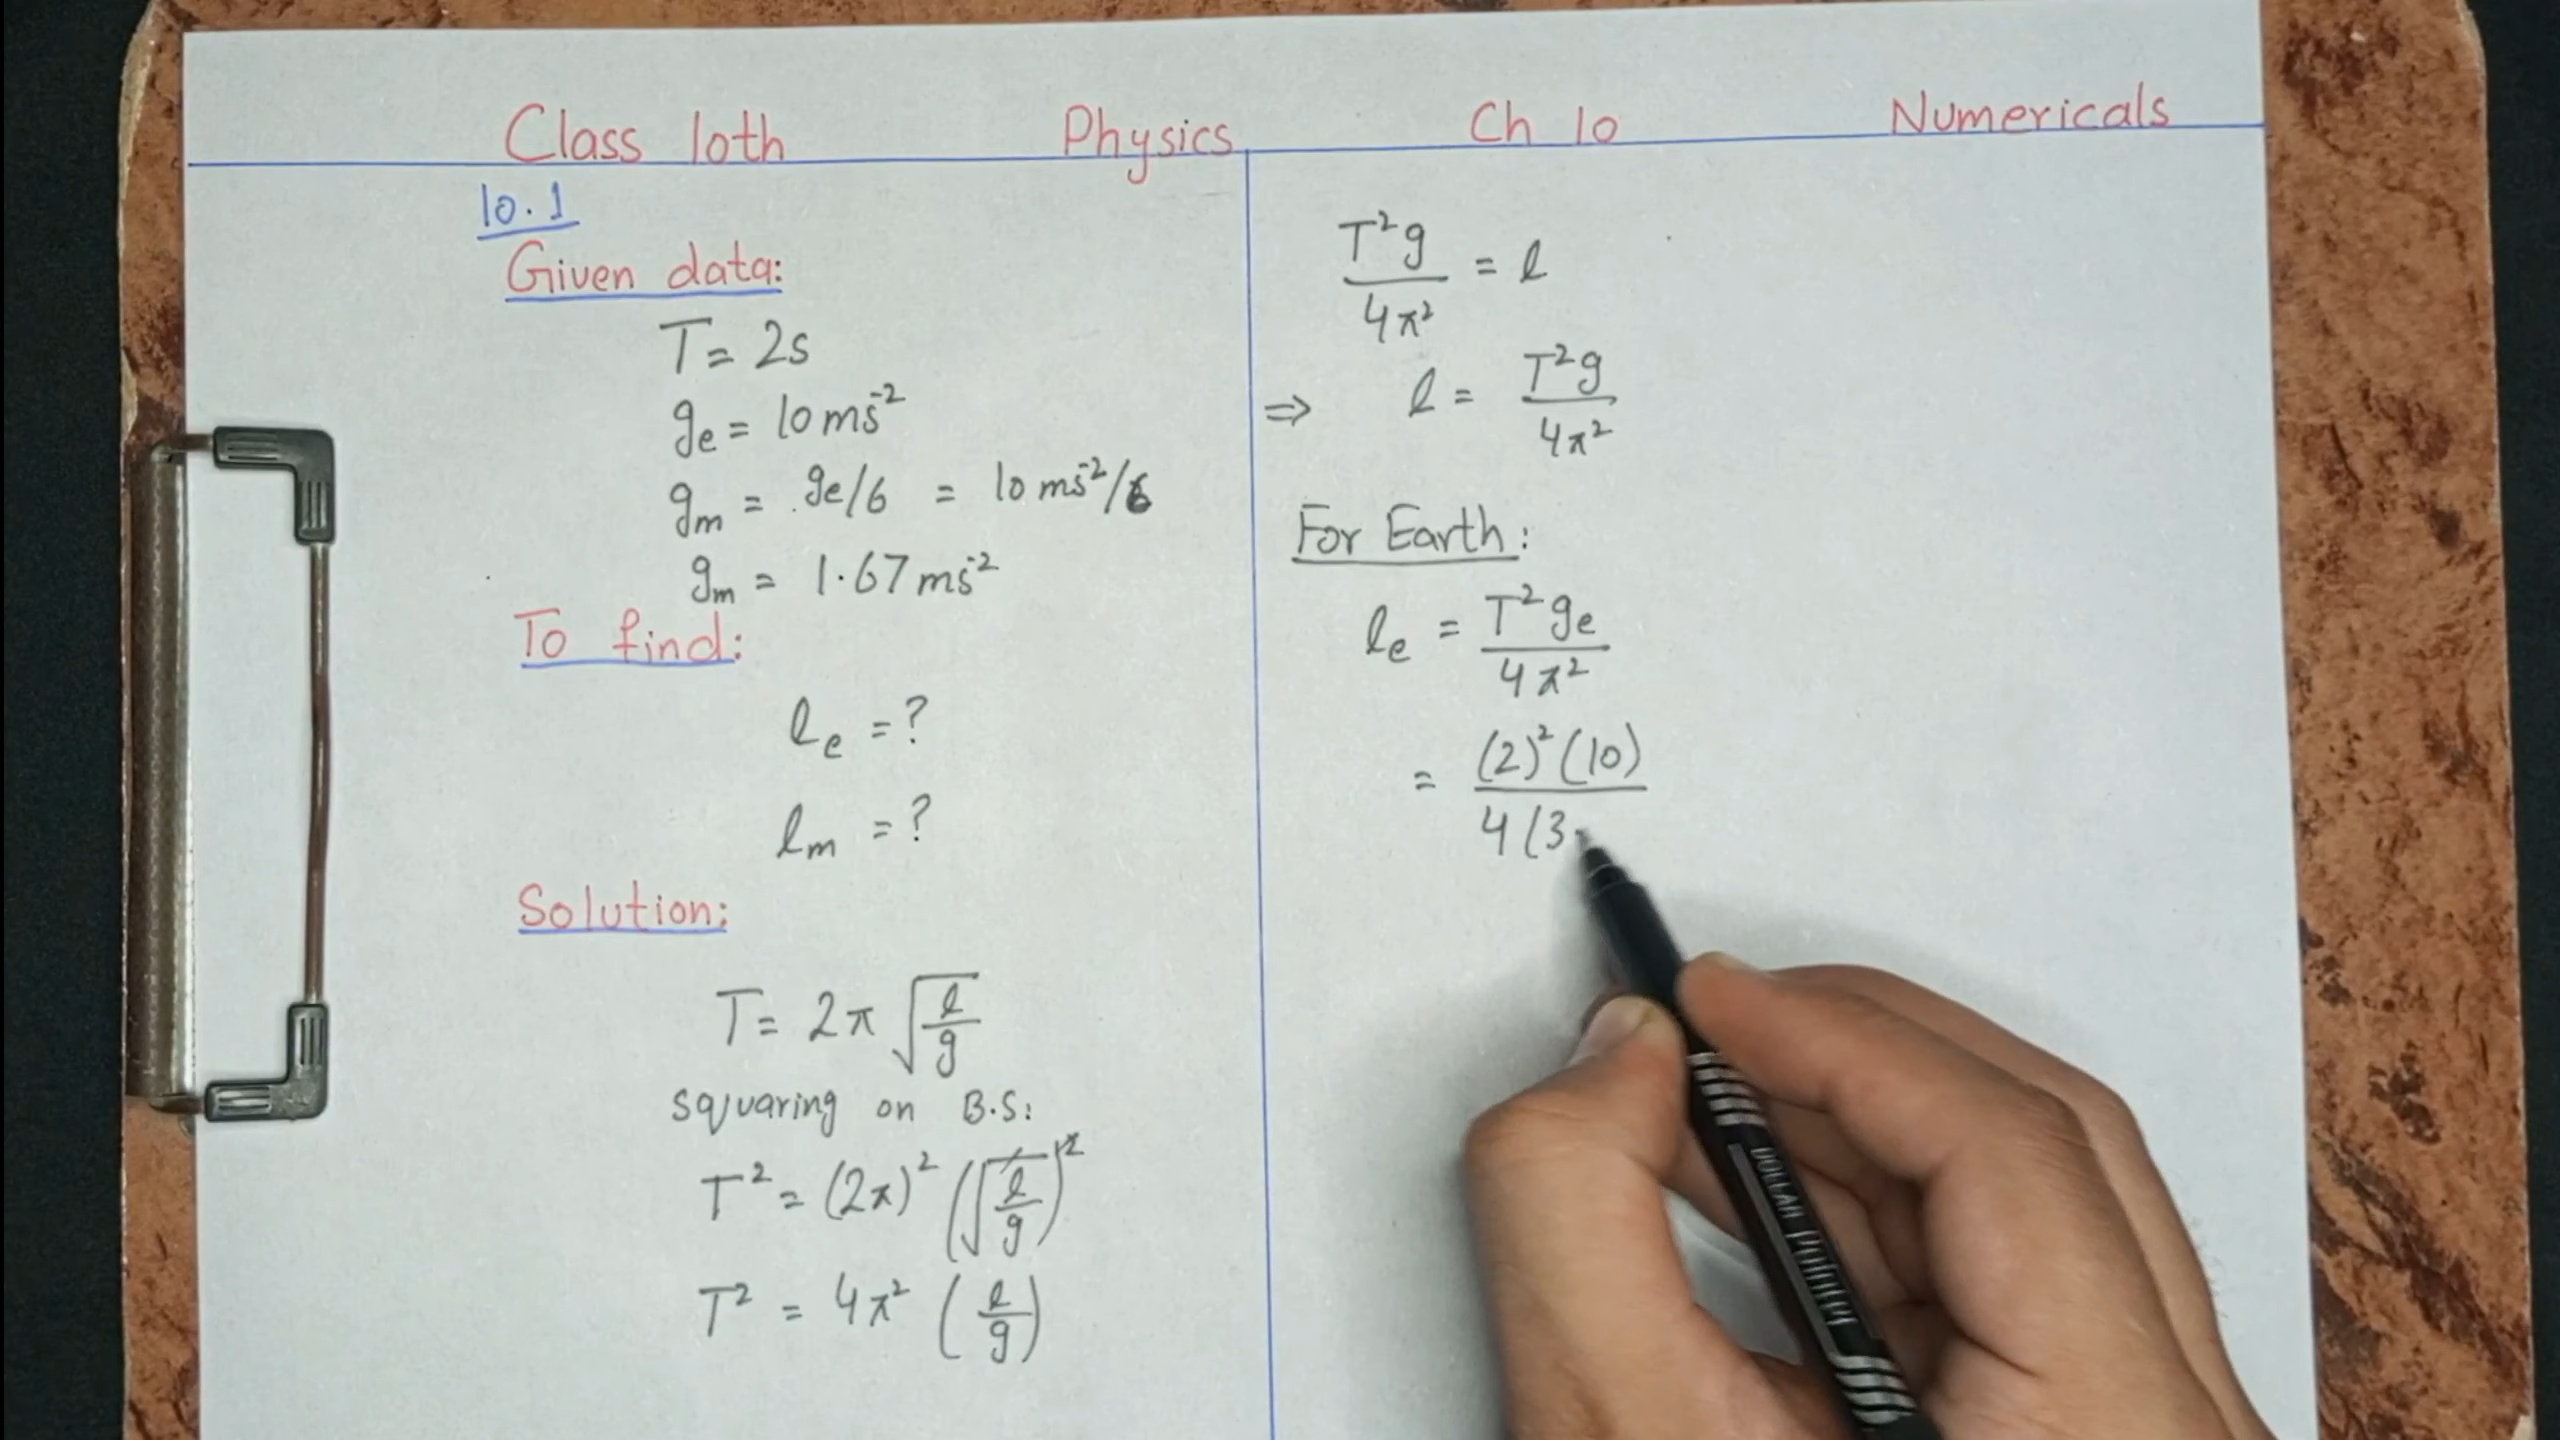 Class 10th Physics Ch 10 Numericals
10.1
Given data:
T = 2s
ge = 10 ms⁻²
gm = ge/6 = 10 ms⁻²/6
gm = 1.67 ms⁻²
To find:
le = ?
lm = ?
Solution:
T = 2π √(l/g)
squaring on B.S:
T² = (2π)² (√(l/g))²
T² = 4π² (l/g)
T²g/4π² = l
⇒ l = T²g/4π²
For Earth:
le = T²ge/4π²
= (2)²(10)/4(3.
DOLLAR POINTER